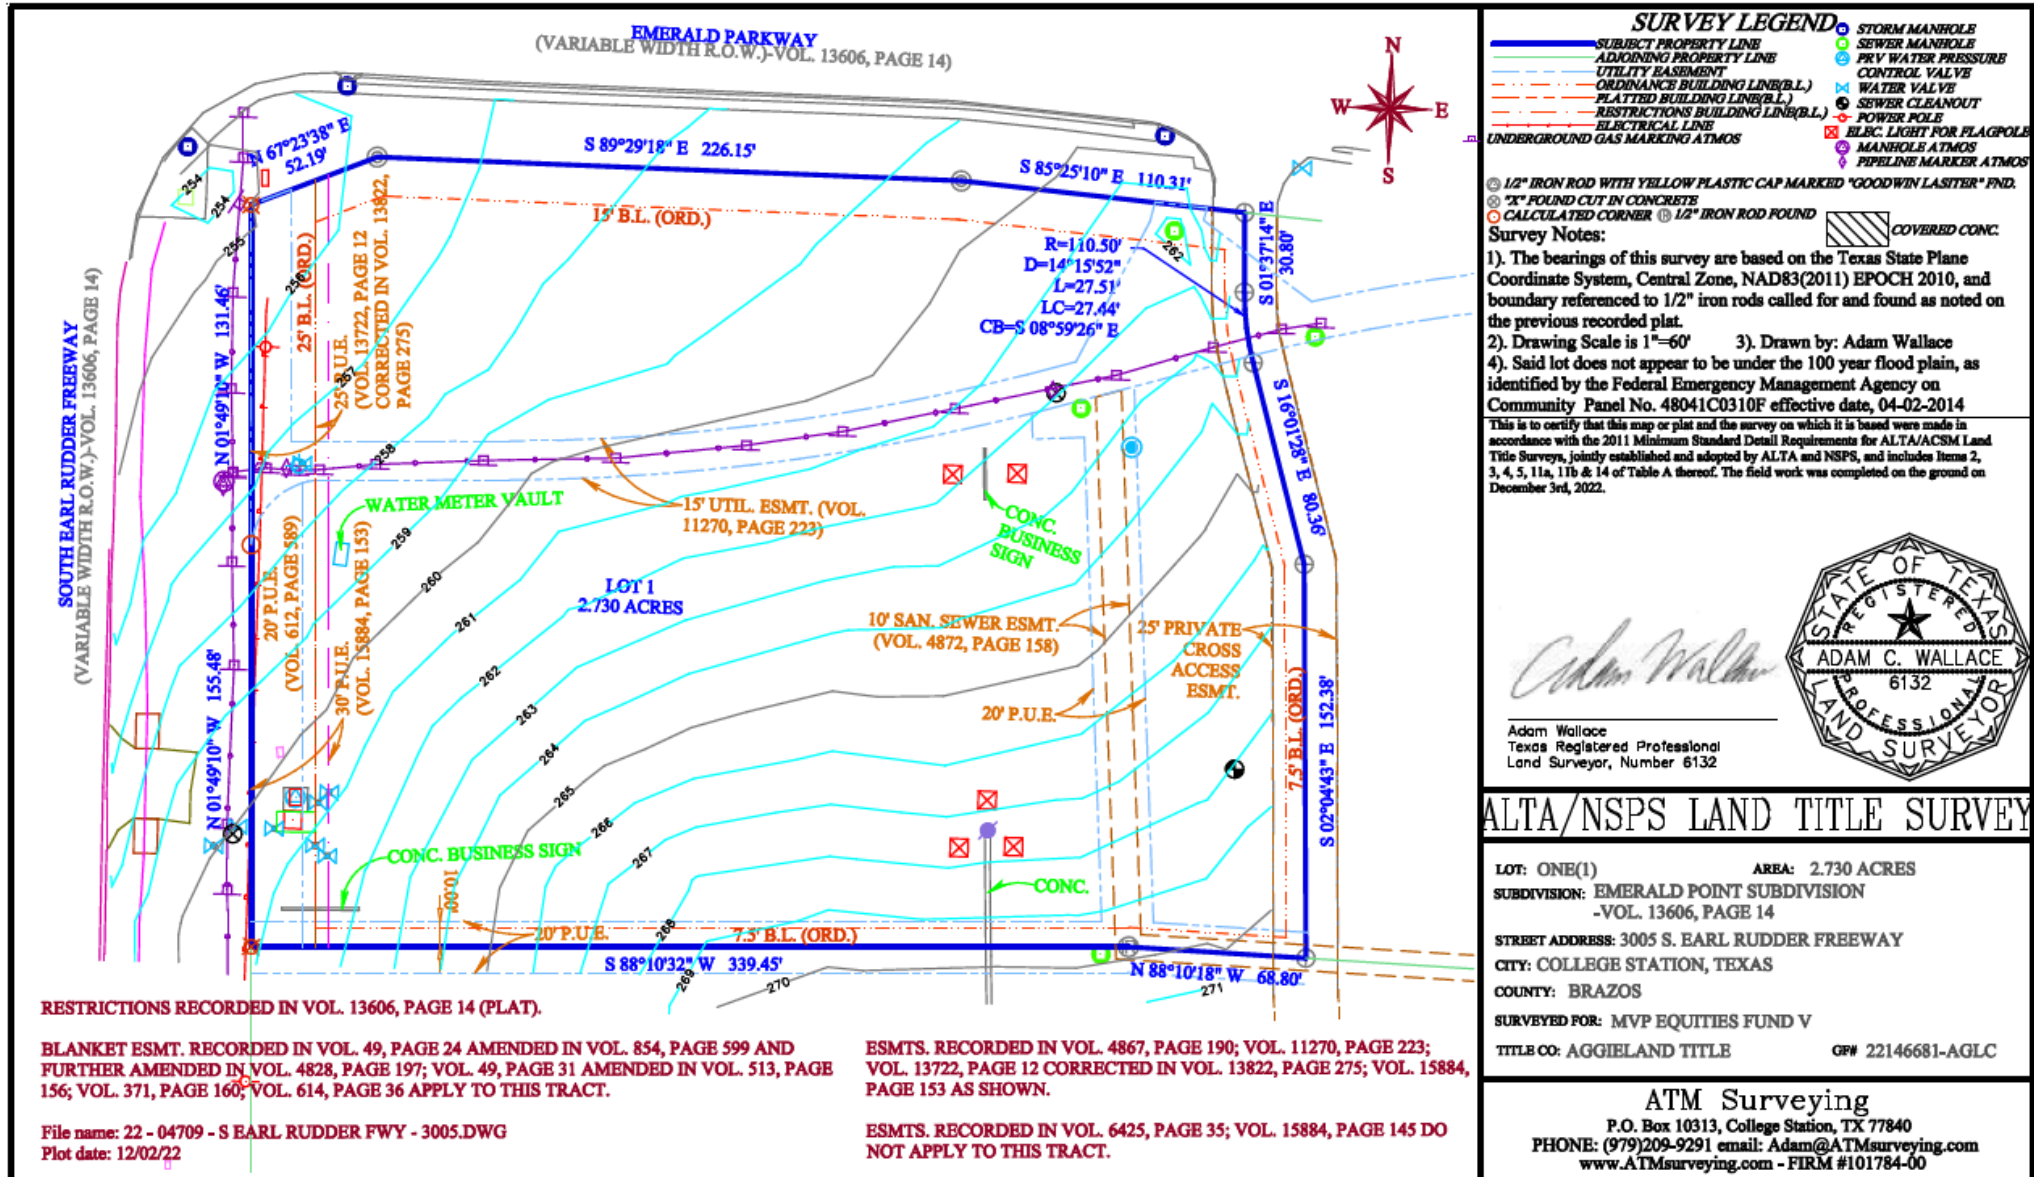 EMERALD PARKWAY
(VARIABLE WIDTH R.O.W.)-VOL. 13606, PAGE 14)
N 67°23'38" E
52.19'
S 89°29'18" E 226.15'
S 85°25'10" E 110.31'
S 01°37'14" E
30.80'
15' B.L. (ORD.)
25' B.L. (ORD.)
25' P.U.E.
(VOL. 13722, PAGE 12
CORRECTED IN VOL. 13822,
PAGE 275)
R=110.50'
D=14°15'52"
L=27.51'
LC=27.44'
CB=S 08°59'26" E
N
W
E
S
254
254
255
256
257
258
259
260
261
262
263
264
265
266
267
268
269
270
271
262
SOUTH EARL RUDDER FREEWAY
(VARIABLE WIDTH R.O.W.)-VOL. 13606, PAGE 14)
N 01°49'10" W 131.46'
N 01°49'10" W 155.48'
S 16°01'28" E 80.36'
S 02°04'43" E 152.38'
WATER METER VAULT
15' UTIL. ESMT. (VOL.
11270, PAGE 223)
CONC.
BUSINESS
SIGN
20' P.U.E.
(VOL. 612, PAGE 589)
30' P.U.E.
(VOL. 15884, PAGE 153)
LOT 1
2.730 ACRES
10' SAN. SEWER ESMT.
(VOL. 4872, PAGE 158)
25' PRIVATE
CROSS
ACCESS
ESMT.
20' P.U.E.
7.5' B.L. (ORD.)
CONC. BUSINESS SIGN
10.00'
CONC.
20' P.U.E.
7.5' B.L. (ORD.)
S 88°10'32" W 339.45'
N 88°10'18" W 68.80'
RESTRICTIONS RECORDED IN VOL. 13606, PAGE 14 (PLAT).
BLANKET ESMT. RECORDED IN VOL. 49, PAGE 24 AMENDED IN VOL. 854, PAGE 599 AND
FURTHER AMENDED IN VOL. 4828, PAGE 197; VOL. 49, PAGE 31 AMENDED IN VOL. 513, PAGE
156; VOL. 371, PAGE 160; VOL. 614, PAGE 36 APPLY TO THIS TRACT.
File name: 22 - 04709 - S EARL RUDDER FWY - 3005.DWG
Plot date: 12/02/22
ESMTS. RECORDED IN VOL. 4867, PAGE 190; VOL. 11270, PAGE 223;
VOL. 13722, PAGE 12 CORRECTED IN VOL. 13822, PAGE 275; VOL. 15884,
PAGE 153 AS SHOWN.
ESMTS. RECORDED IN VOL. 6425, PAGE 35; VOL. 15884, PAGE 145 DO
NOT APPLY TO THIS TRACT.
SURVEY LEGEND
SUBJECT PROPERTY LINE
ADJOINING PROPERTY LINE
UTILITY EASEMENT
ORDINANCE BUILDING LINE(B.L.)
PLATTED BUILDING LINE(B.L.)
RESTRICTIONS BUILDING LINE(B.L.)
ELECTRICAL LINE
UNDERGROUND GAS MARKING ATMOS
STORM MANHOLE
SEWER MANHOLE
PRV WATER PRESSURE
CONTROL VALVE
WATER VALVE
SEWER CLEANOUT
POWER POLE
ELEC. LIGHT FOR FLAGPOLE
MANHOLE ATMOS
PIPELINE MARKER ATMOS
1/2" IRON ROD WITH YELLOW PLASTIC CAP MARKED "GOODWIN LASITER" FND.
"X" FOUND CUT IN CONCRETE
CALCULATED CORNER 1/2" IRON ROD FOUND
COVERED CONC.
Survey Notes:
1). The bearings of this survey are based on the Texas State Plane
Coordinate System, Central Zone, NAD83(2011) EPOCH 2010, and
boundary referenced to 1/2" iron rods called for and found as noted on
the previous recorded plat.
2). Drawing Scale is 1"=60' 3). Drawn by: Adam Wallace
4). Said lot does not appear to be under the 100 year flood plain, as
identified by the Federal Emergency Management Agency on
Community Panel No. 48041C0310F effective date, 04-02-2014
This is to certify that this map or plat and the survey on which it is based were made in
accordance with the 2011 Minimum Standard Detail Requirements for ALTA/ACSM Land
Title Surveys, jointly established and adopted by ALTA and NSPS, and includes Items 2,
3, 4, 5, 11a, 11b & 14 of Table A thereof. The field work was completed on the ground on
December 3rd, 2022.
Adam Wallace
STATE OF TEXAS
REGISTERED
ADAM C. WALLACE
6132
PROFESSIONAL
LAND SURVEYOR
Adam Wallace
Texas Registered Professional
Land Surveyor, Number 6132
ALTA/NSPS LAND TITLE SURVEY
LOT: ONE(1) AREA: 2.730 ACRES
SUBDIVISION: EMERALD POINT SUBDIVISION
-VOL. 13606, PAGE 14
STREET ADDRESS: 3005 S. EARL RUDDER FREEWAY
CITY: COLLEGE STATION, TEXAS
COUNTY: BRAZOS
SURVEYED FOR: MVP EQUITIES FUND V
TITLE CO: AGGIELAND TITLE GF# 22146681-AGLC
ATM Surveying
P.O. Box 10313, College Station, TX 77840
PHONE: (979)209-9291 email: Adam@ATMsurveying.com
www.ATMsurveying.com - FIRM #101784-00